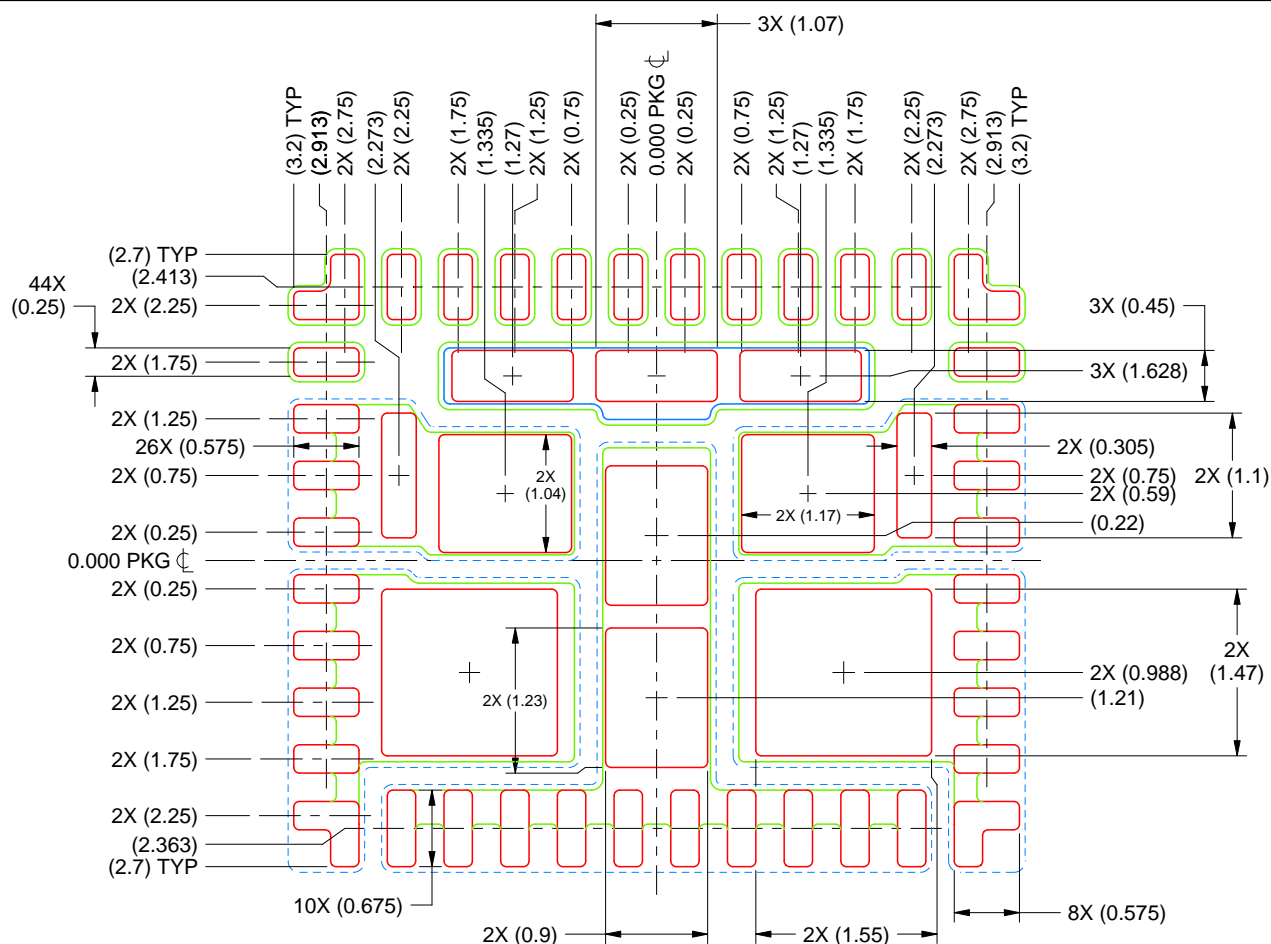 3X (1.07)
(3.2) TYP
(2.913)
2X (2.75)
(2.273)
2X (2.25)
2X (1.75)
(1.335)
(1.27)
2X (1.25)
2X (0.75)
2X (0.25)
0.000 PKG ℄
2X (0.25)
2X (0.75)
2X (1.25)
(1.27)
(1.335)
2X (1.75)
2X (2.25)
(2.273)
2X (2.75)
(2.913)
(3.2) TYP
(2.7) TYP
(2.413)
44X
(0.25)
2X (2.25)
3X (0.45)
2X (1.75)
3X (1.628)
2X (1.25)
26X (0.575)
2X (0.305)
2X (0.75)
2X
(1.04)
2X (0.75)
2X (1.1)
2X (0.59)
2X (1.17)
2X (0.25)
(0.22)
0.000 PKG ℄
2X (0.25)
2X (0.75)
2X
(1.47)
2X (0.988)
2X (1.25)
2X (1.23)
(1.21)
2X (1.75)
2X (2.25)
(2.363)
(2.7) TYP
10X (0.675)
8X (0.575)
2X (0.9)
2X (1.55)